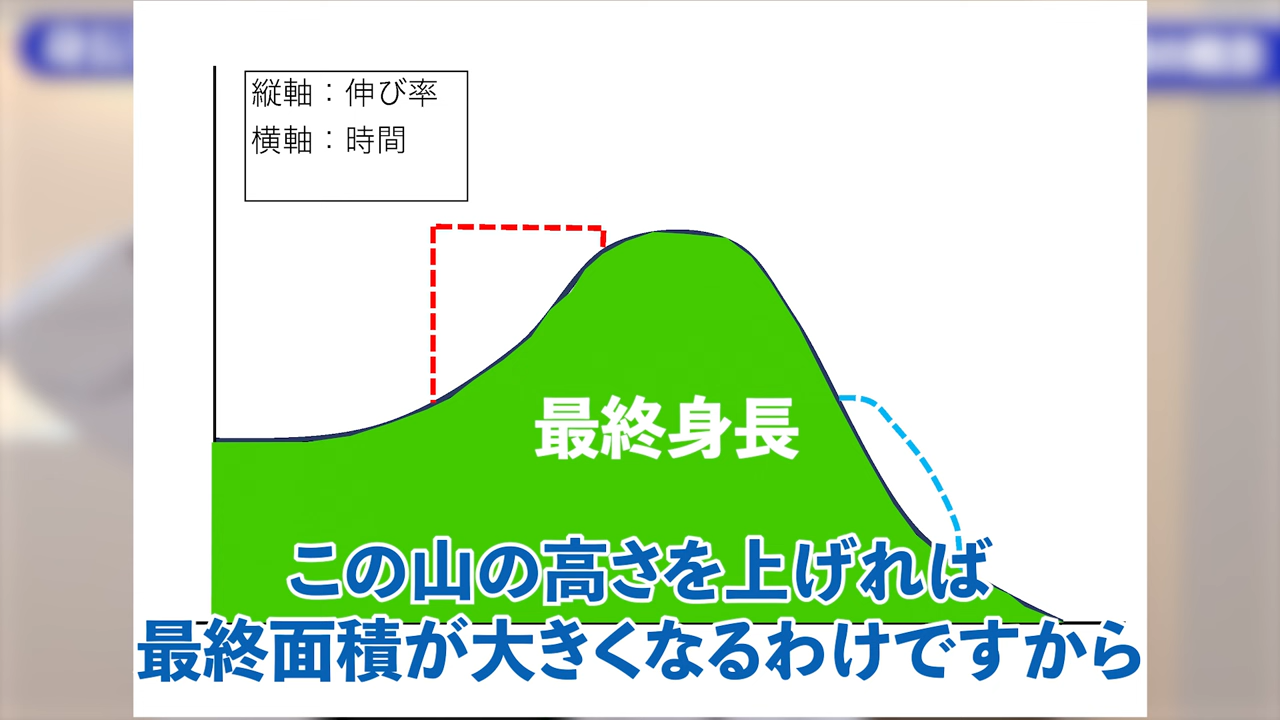 縦軸：伸び率
横軸：時間
最終身長
この山の高さを上げれば
最終面積が大きくなるわけですから